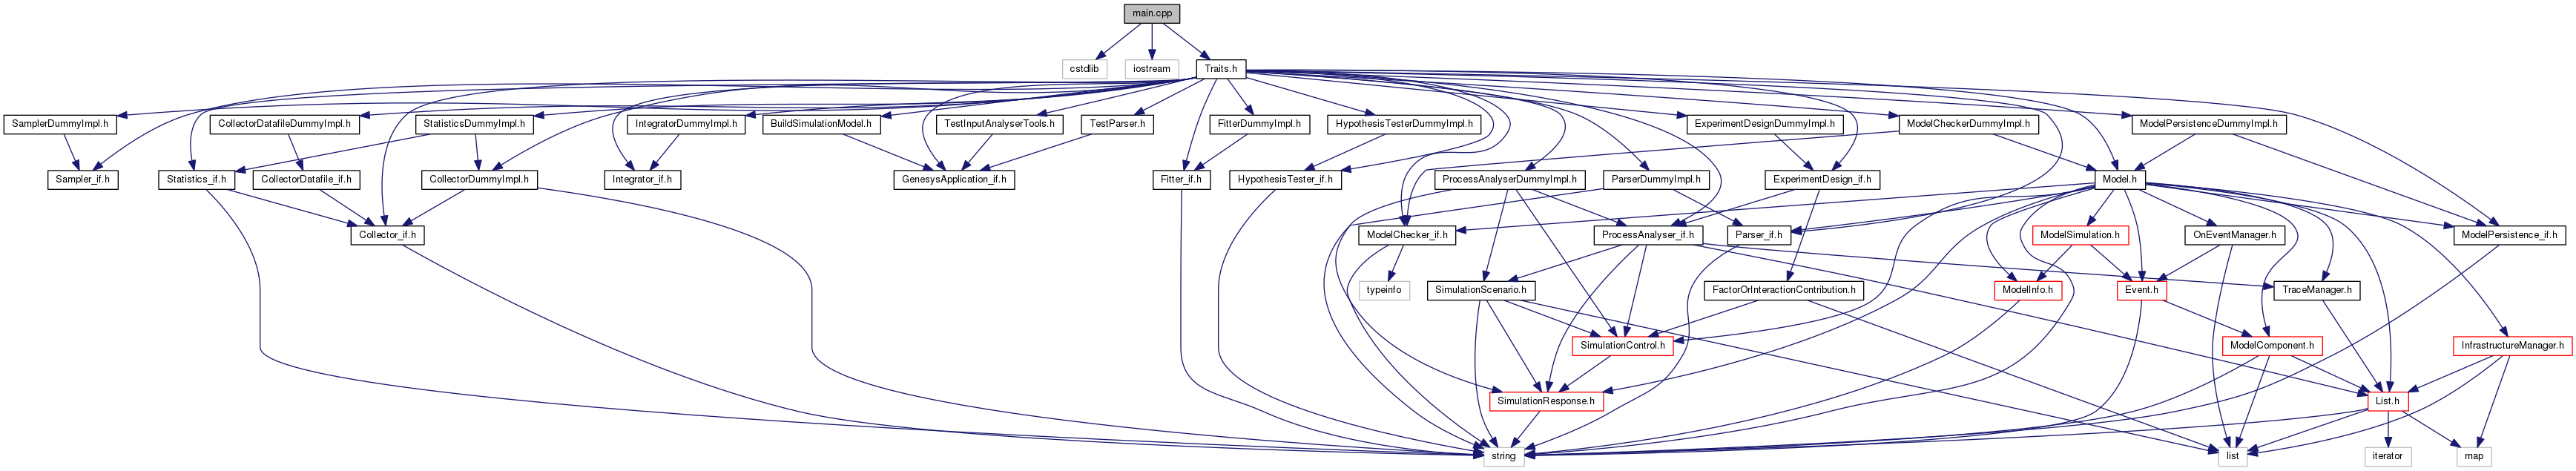 main.cpp
cstdlib
iostream
Traits.h
SamplerDummyImpl.h
CollectorDatafileDummyImpl.h
StatisticsDummyImpl.h
IntegratorDummyImpl.h
BuildSimulationModel.h
TestInputAnalyserTools.h
TestParser.h
FitterDummyImpl.h
HypothesisTesterDummyImpl.h
ExperimentDesignDummyImpl.h
ModelCheckerDummyImpl.h
ModelPersistenceDummyImpl.h
Sampler_if.h
Statistics_if.h
CollectorDatafile_if.h
CollectorDummyImpl.h
Integrator_if.h
GenesysApplication_if.h
Fitter_if.h
HypothesisTester_if.h
ProcessAnalyserDummyImpl.h
ParserDummyImpl.h
ExperimentDesign_if.h
Model.h
Collector_if.h
ModelChecker_if.h
ProcessAnalyser_if.h
Parser_if.h
ModelSimulation.h
OnEventManager.h
ModelPersistence_if.h
typeinfo
SimulationScenario.h
FactorOrInteractionContribution.h
ModelInfo.h
Event.h
TraceManager.h
SimulationControl.h
ModelComponent.h
InfrastructureManager.h
SimulationResponse.h
List.h
string
list
iterator
map